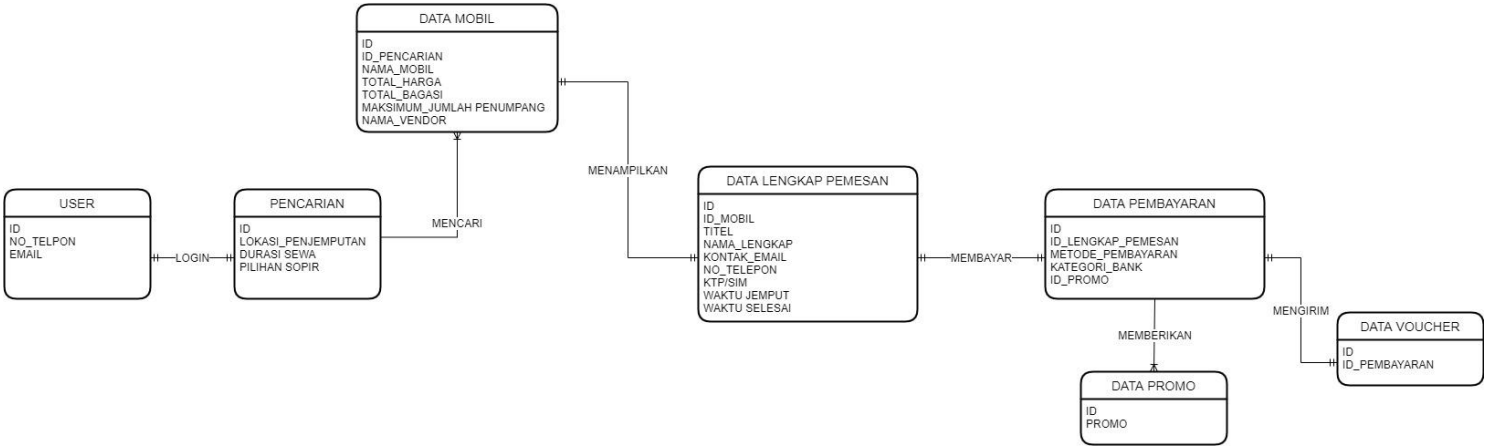 DATA MOBIL
ID
ID_PENCARIAN
NAMA_MOBIL
TOTAL_HARGA
TOTAL_BAGASI
MAKSIMUM_JUMLAH PENUMPANG
NAMA_VENDOR
MENCARI
MENAMPILKAN
USER
ID
NO_TELPON
EMAIL
LOGIN
PENCARIAN
ID
LOKASI_PENJEMPUTAN
DURASI SEWA
PILIHAN SOPIR
DATA LENGKAP PEMESAN
ID
ID_MOBIL
TITEL
NAMA_LENGKAP
KONTAK_EMAIL
NO_TELEPON
KTP/SIM
WAKTU JEMPUT
WAKTU SELESAI
MEMBAYAR
DATA PEMBAYARAN
ID
ID_LENGKAP_PEMESAN
METODE_PEMBAYARAN
KATEGORI_BANK
ID_PROMO
MEMBERIKAN
MENGIRIM
DATA PROMO
ID
PROMO
DATA VOUCHER
ID
ID_PEMBAYARAN